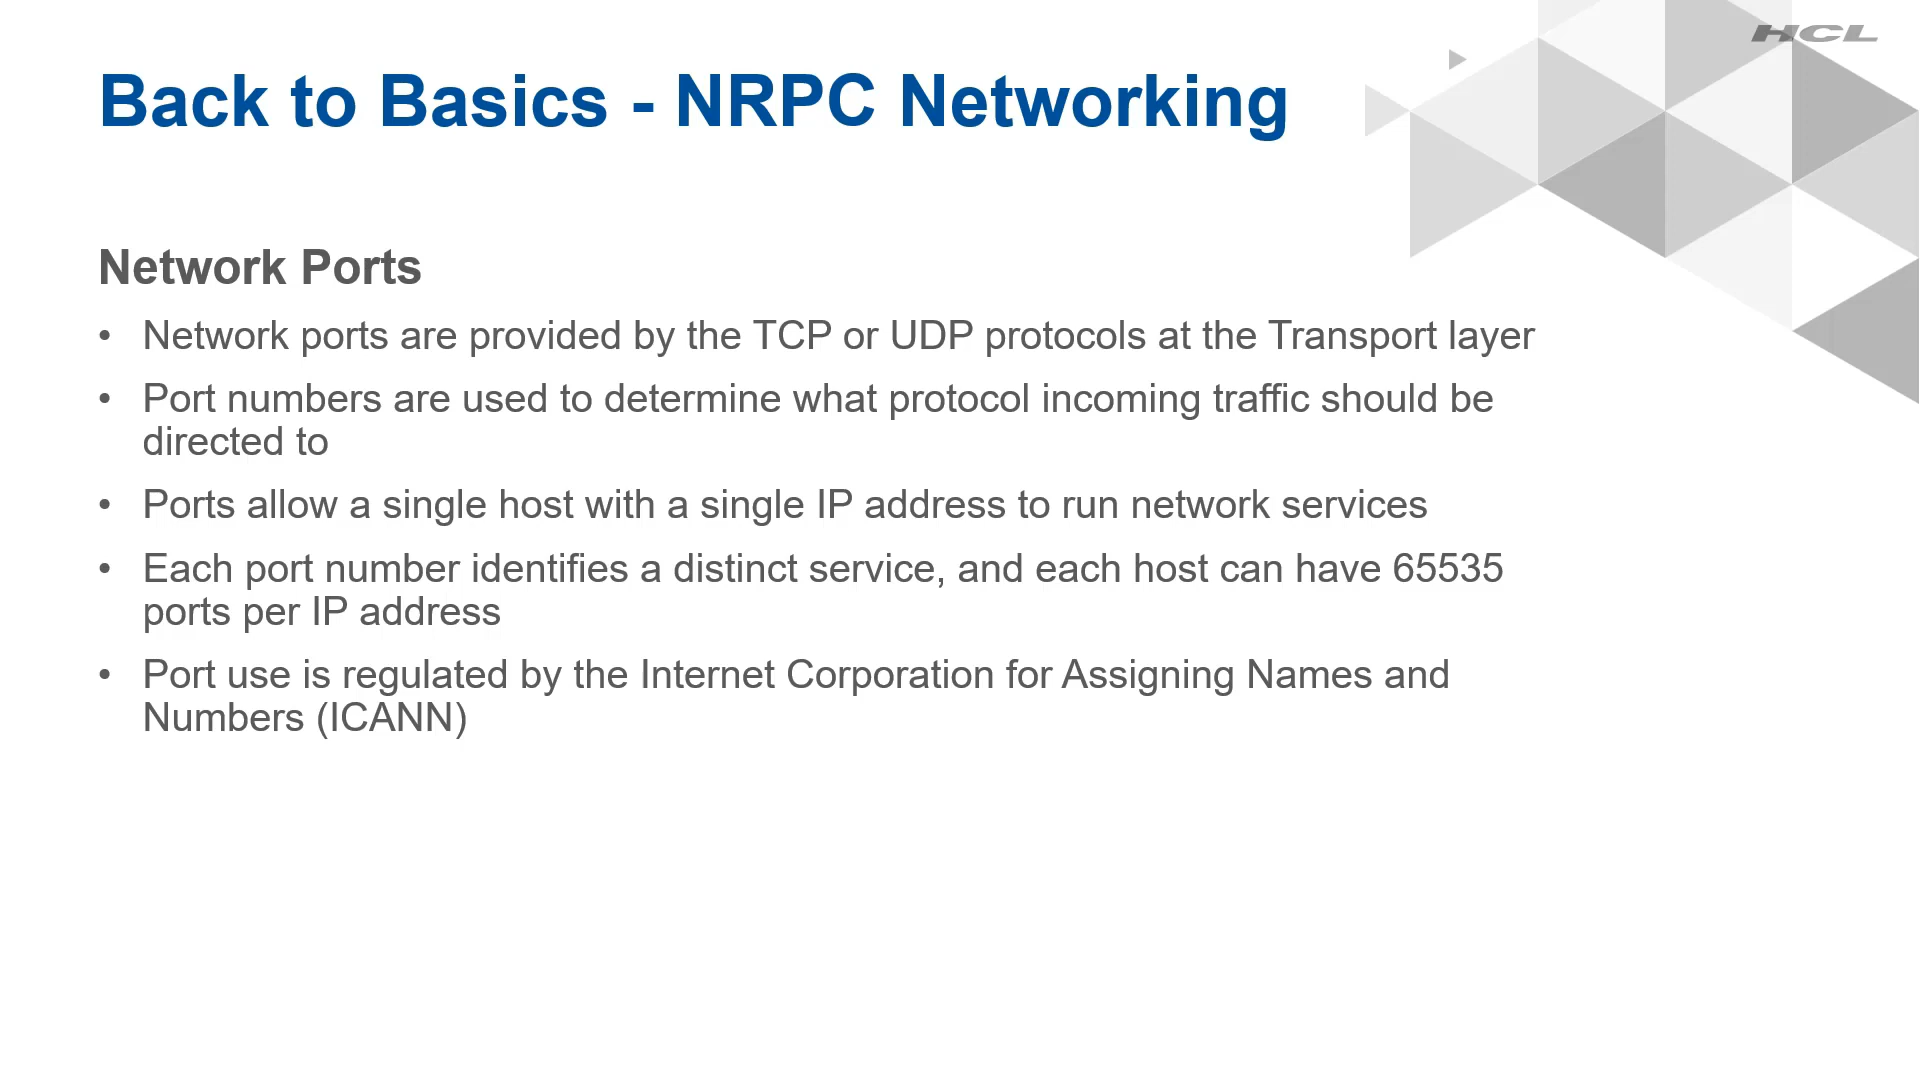 HCL
Back to Basics - NRPC Networking
Network Ports
• Network ports are provided by the TCP or UDP protocols at the Transport layer
• Port numbers are used to determine what protocol incoming traffic should be
directed to
• Ports allow a single host with a single IP address to run network services
• Each port number identifies a distinct service, and each host can have 65535
ports per IP address
• Port use is regulated by the Internet Corporation for Assigning Names and
Numbers (ICANN)